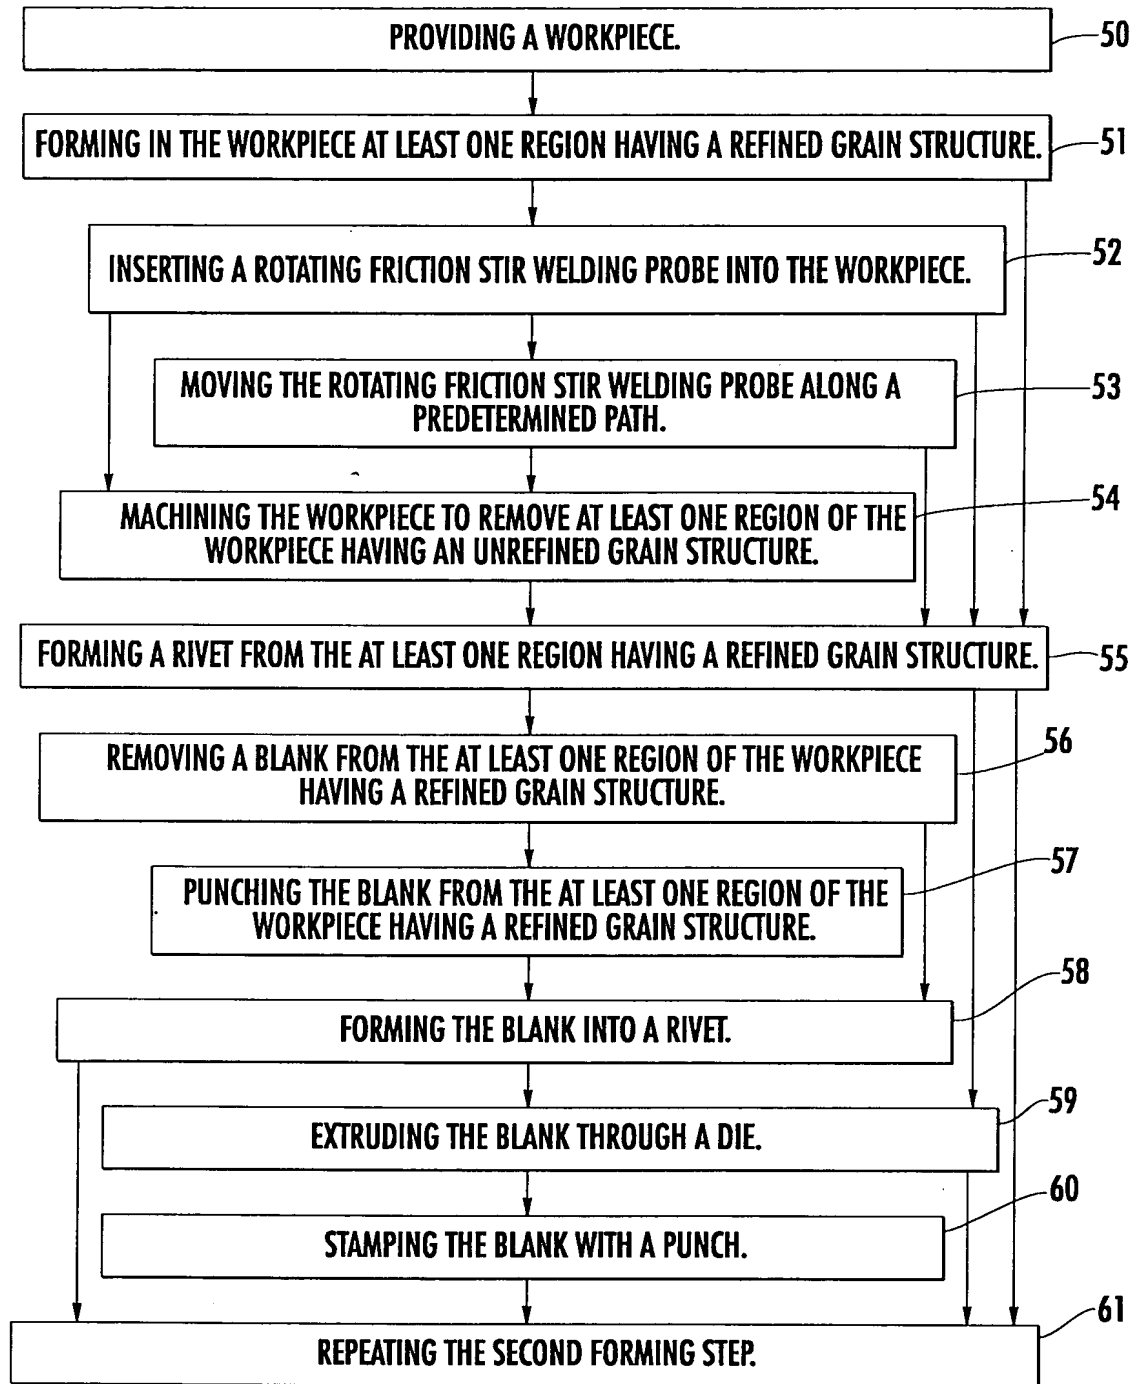 PROVIDING A WORKPIECE.
50
FORMING IN THE WORKPIECE AT LEAST ONE REGION HAVING A REFINED GRAIN STRUCTURE.
51
INSERTING A ROTATING FRICTION STIR WELDING PROBE INTO THE WORKPIECE.
52
MOVING THE ROTATING FRICTION STIR WELDING PROBE ALONG A
PREDETERMINED PATH.
53
MACHINING THE WORKPIECE TO REMOVE AT LEAST ONE REGION OF THE
WORKPIECE HAVING AN UNREFINED GRAIN STRUCTURE.
54
FORMING A RIVET FROM THE AT LEAST ONE REGION HAVING A REFINED GRAIN STRUCTURE.
55
REMOVING A BLANK FROM THE AT LEAST ONE REGION OF THE WORKPIECE
HAVING A REFINED GRAIN STRUCTURE.
56
PUNCHING THE BLANK FROM THE AT LEAST ONE REGION OF THE
WORKPIECE HAVING A REFINED GRAIN STRUCTURE.
57
FORMING THE BLANK INTO A RIVET.
58
EXTRUDING THE BLANK THROUGH A DIE.
59
STAMPING THE BLANK WITH A PUNCH.
60
REPEATING THE SECOND FORMING STEP.
61